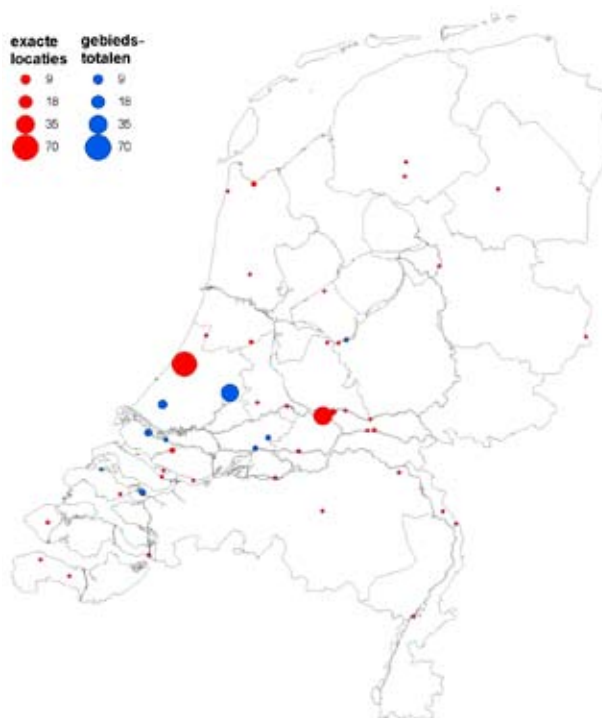 exacte gebieds-
locaties totalen
9 9
18 18
35 35
70 70